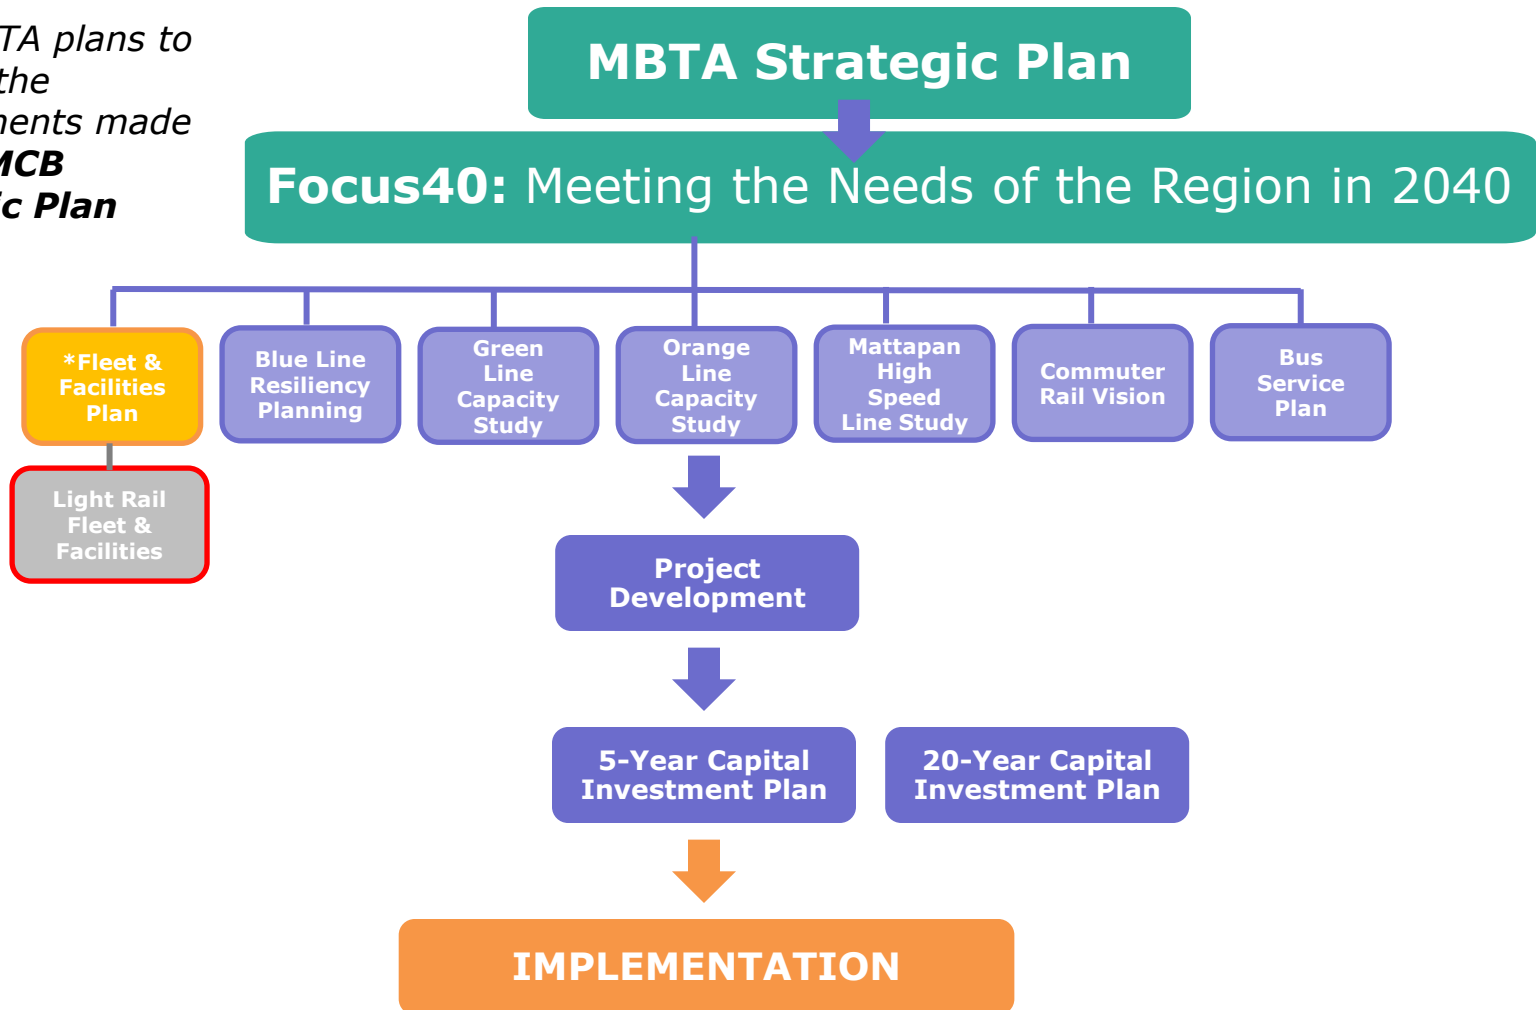 TA plans to
the
made
Plan
MBTA Strategic Plan
Focus40: Meeting the Needs of the Region in 2040
*Fleet &
Facilities
Plan
Blue Line
Resiliency
Planning
Green
Line
Capacity
Study
Orange
Line
Capacity
Study
Mattapan
High
Speed
Line Study
Commuter
Rail Vision
Bus
Service
Plan
Light Rail
Fleet &
Facilities
Project
Development
5-Year Capital
Investment Plan
20-Year Capital
Investment Plan
IMPLEMENTATION